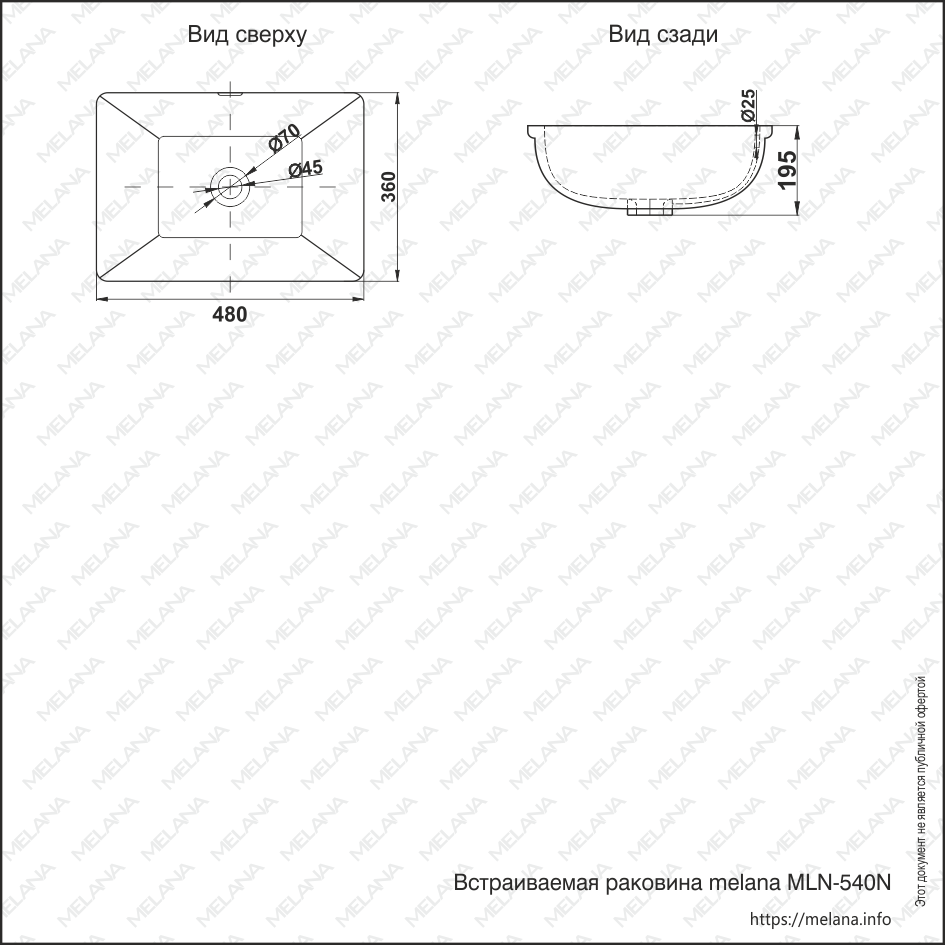 Вид сверху
Вид сзади
Ø70
Ø45
360
480
Ø25
195
Встраиваемая раковина melana MLN-540N
https://melana.info
Этот документ не является публичной офертой
MELANA